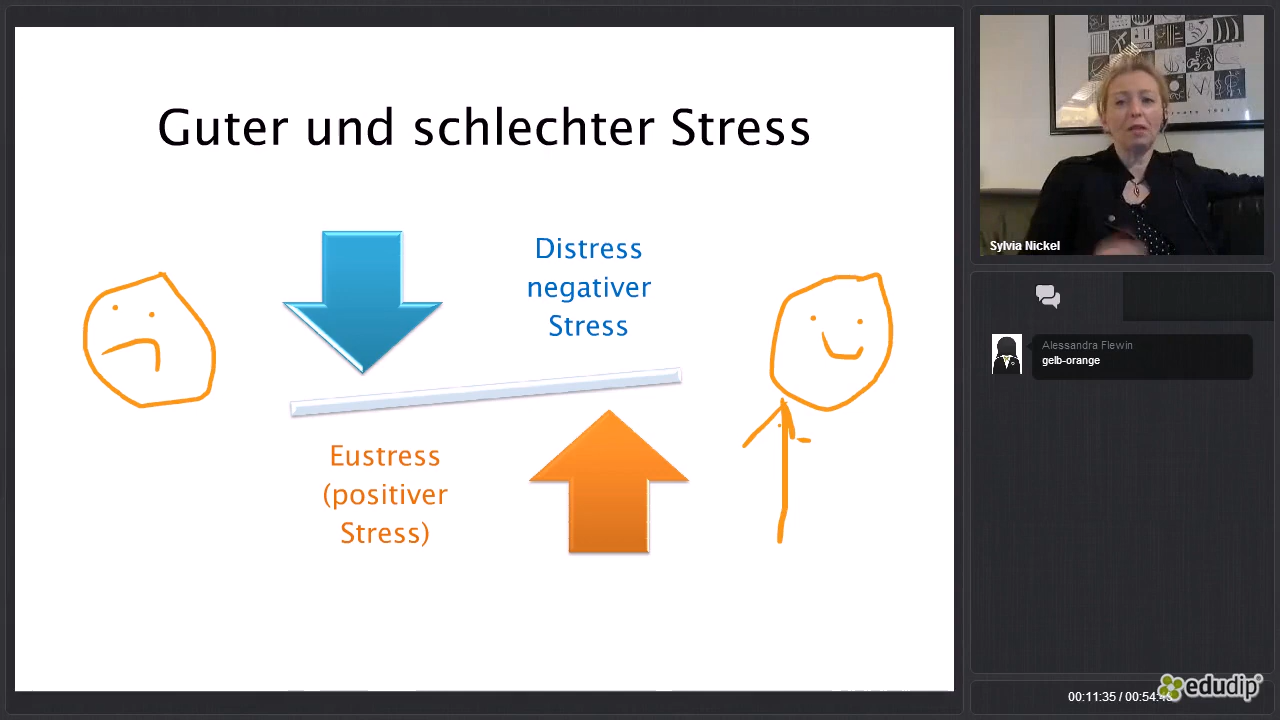 Guter und schlechter Stress
Distress
negativer
Stress
Eustress
(positiver
Stress)
Sylvia Nickel
Alessandra Flewin
gelb-orange
00:11:35 / 00:54:4
edudip